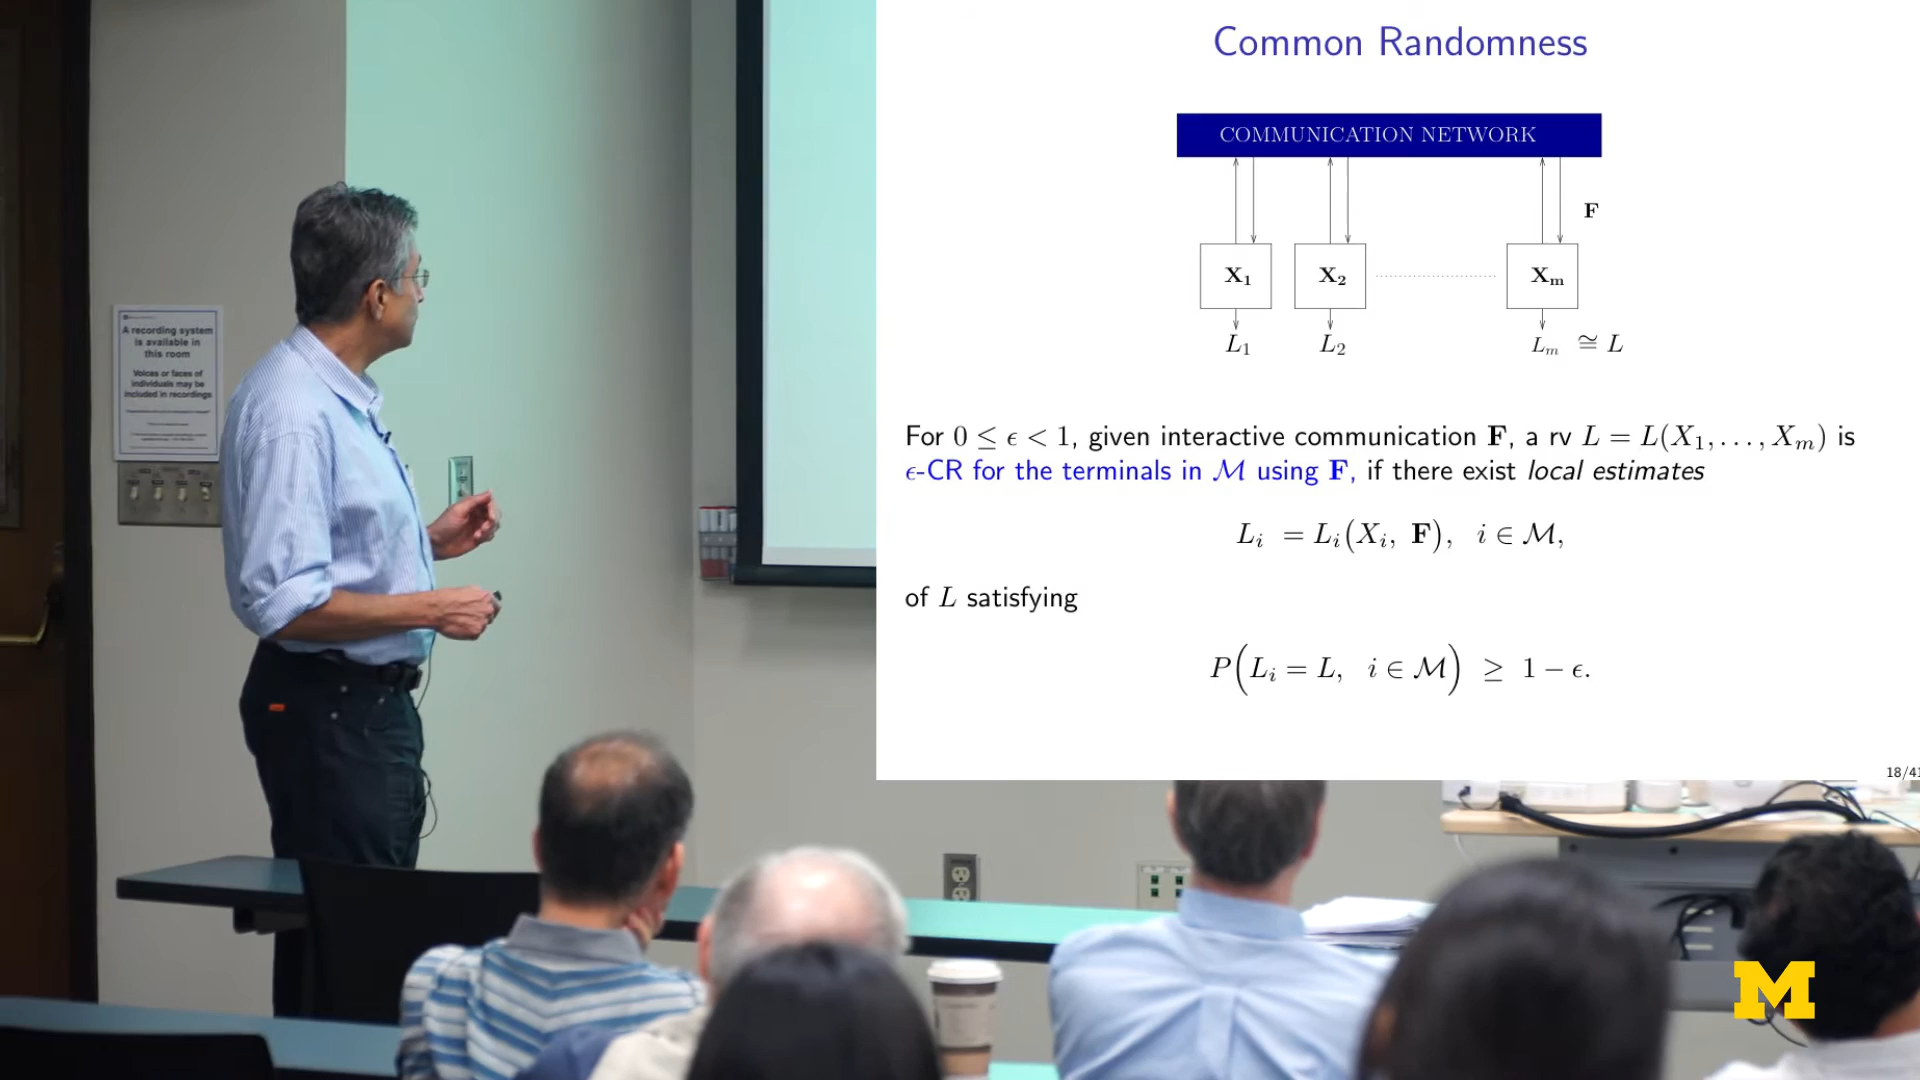 Common Randomness
COMMUNICATION NETWORK
F
X₁ X₂ Xₘ
L₁ L₂ Lₘ ≅ L
For 0 ≤ ϵ < 1, given interactive communication F, a rv L = L(X₁, . . . , Xₘ) is
ϵ-CR for the terminals in ℳ using F, if there exist local estimates
Lᵢ = Lᵢ(Xᵢ, F), i ∈ ℳ,
of L satisfying
P(Lᵢ = L, i ∈ ℳ) ≥ 1 − ϵ.
18/41
A recording system
is available in
this room
Voices or faces of
individuals may be
included in recordings
M